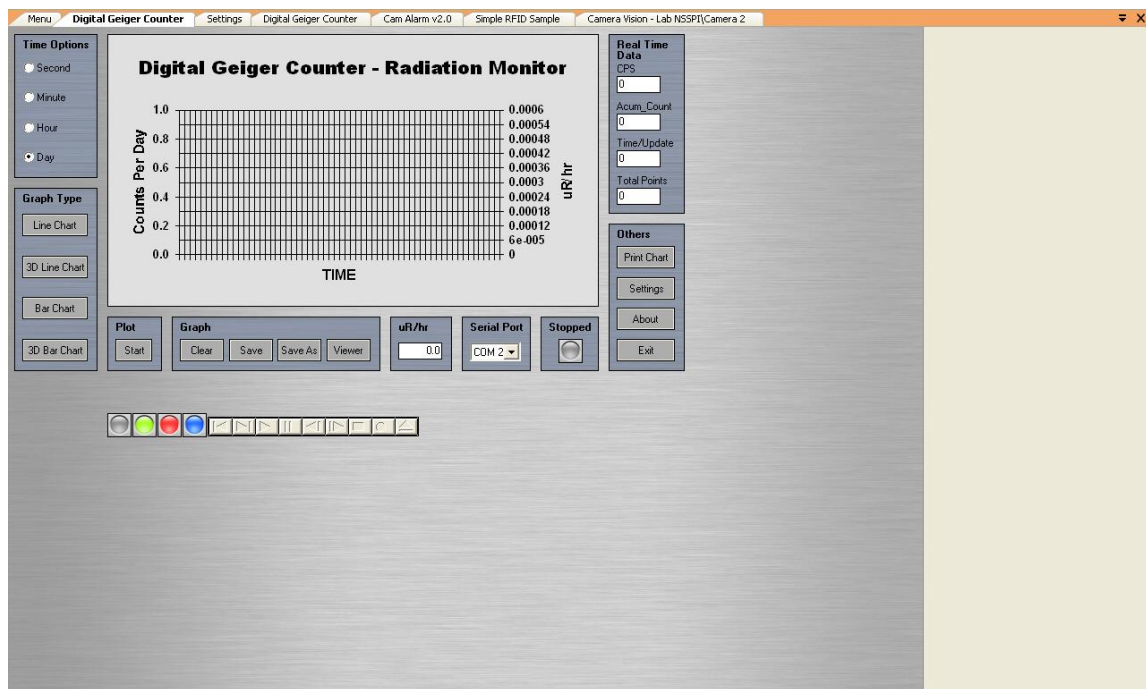 Menu
Digital Geiger Counter
Settings
Digital Geiger Counter
Cam Alarm v2.0
Simple RFID Sample
Camera Vision - Lab NSSPI\Camera 2
Time Options
Second
Minute
Hour
Day
Graph Type
Line Chart
3D Line Chart
Bar Chart
3D Bar Chart
Digital Geiger Counter - Radiation Monitor
Counts Per Day
1.0
0.8
0.6
0.4
0.2
0.0
0.0006
0.00054
0.00048
0.00042
0.00036
0.0003
0.00024
0.00018
0.00012
6e-005
0
uR/hr
TIME
Plot
Start
Graph
Clear
Save
Save As
Viewer
uR/hr
0.0
Serial Port
COM 2
Stopped
Real Time
Data
CPS
0
Acum_Count
0
Time/Update
0
Total Points
0
Others
Print Chart
Settings
About
Exit